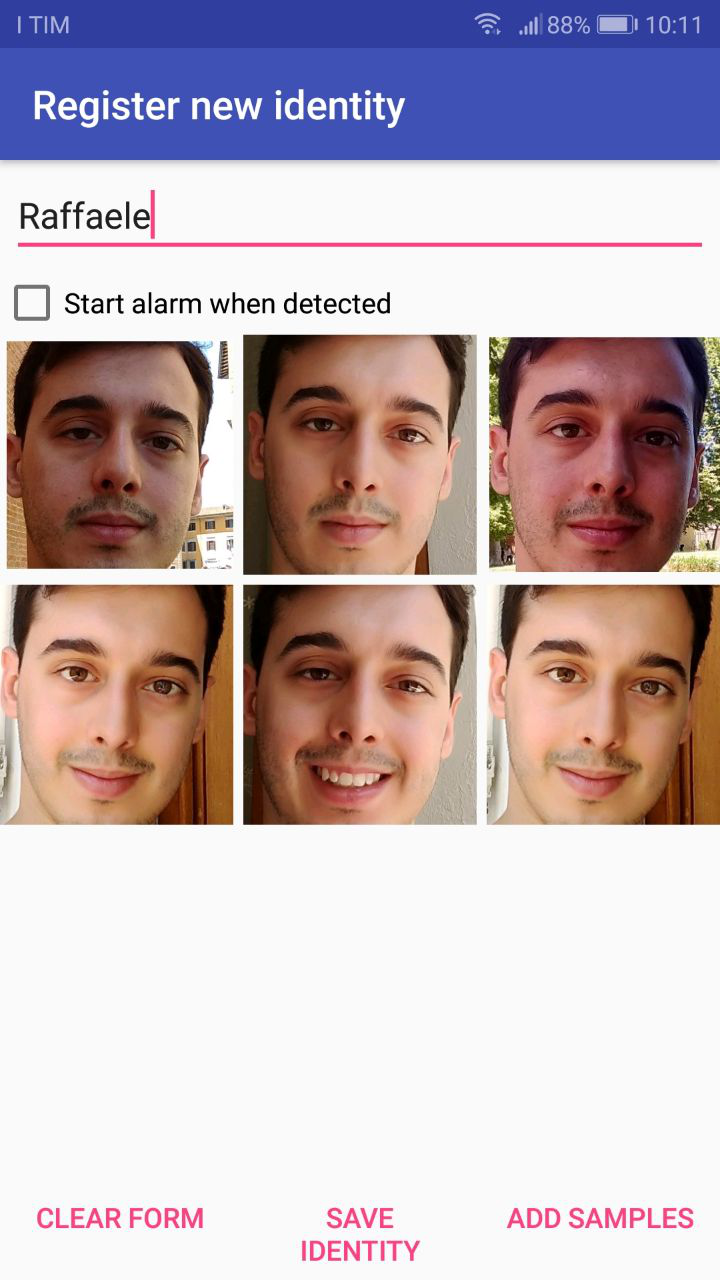 I TIM 88% 10:11
Register new identity
Raffaele
Start alarm when detected
CLEAR FORM
SAVE
IDENTITY
ADD SAMPLES